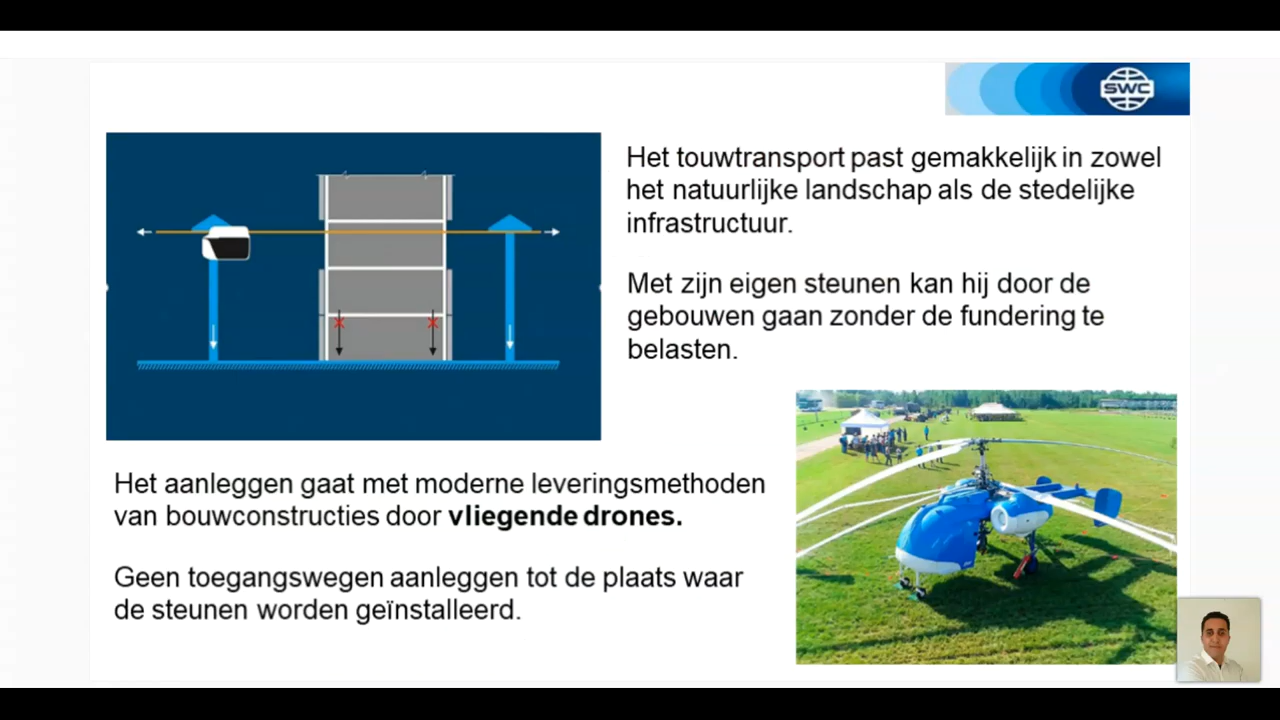 SWC
Het touwtransport past gemakkelijk in zowel
het natuurlijke landschap als de stedelijke
infrastructuur.
Met zijn eigen steunen kan hij door de
gebouwen gaan zonder de fundering te
belasten.
Het aanleggen gaat met moderne leveringsmethoden
van bouwconstructies door vliegende drones.
Geen toegangswegen aanleggen tot de plaats waar
de steunen worden geïnstalleerd.